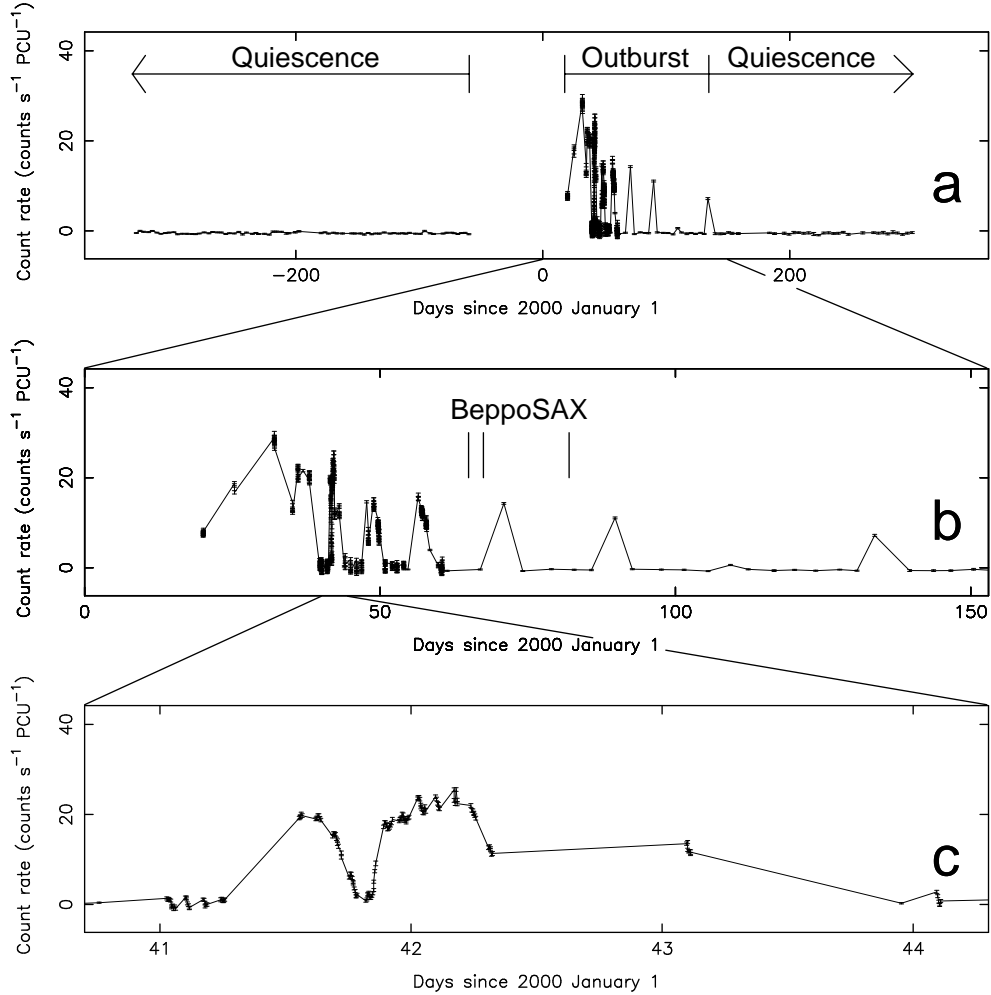 Count rate (counts s⁻¹ PCU⁻¹)
40
20
0
Quiescence
Outburst
Quiescence
a
−200
0
200
Days since 2000 January 1
Count rate (counts s⁻¹ PCU⁻¹)
40
20
0
BeppoSAX
b
0
50
100
150
Days since 2000 January 1
Count rate (counts s⁻¹ PCU⁻¹)
40
20
0
c
41
42
43
44
Days since 2000 January 1